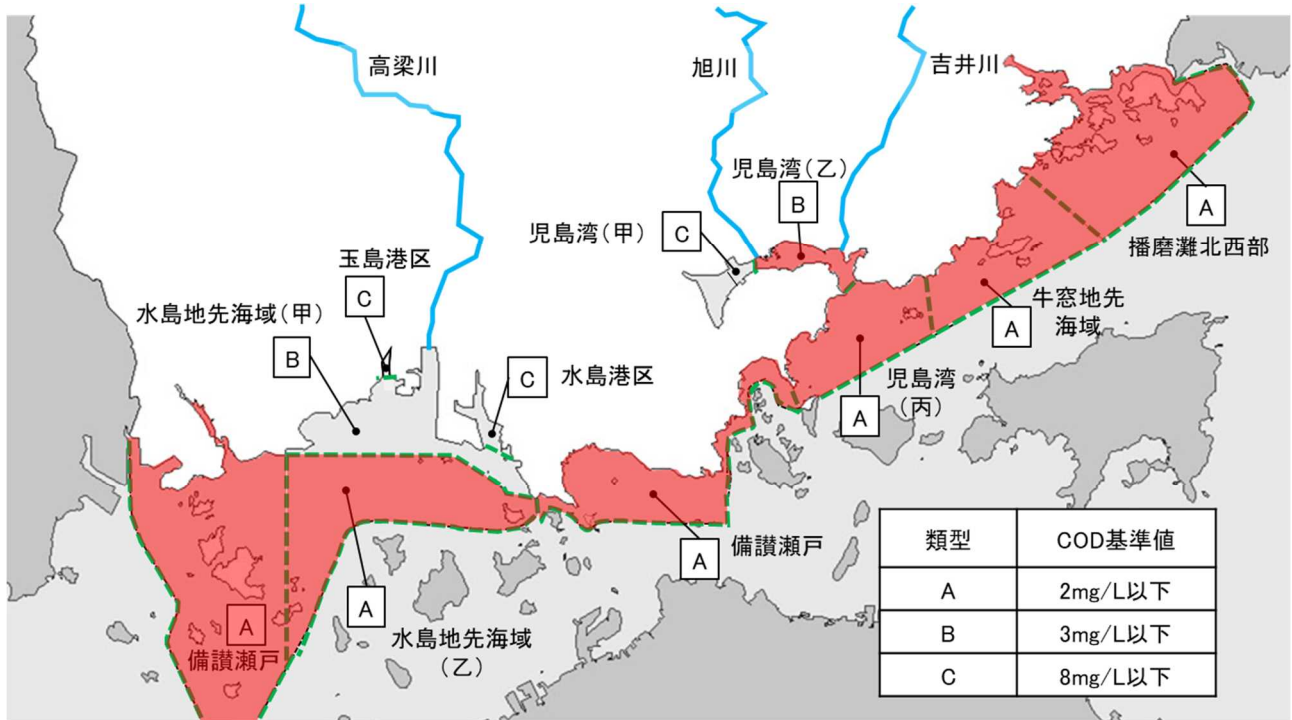 高梁川
旭川
吉井川
児島湾(乙)
B
児島湾(甲)
C
A
播磨灘北西部
玉島港区
C
水島地先海域(甲)
B
牛窓地先
海域
A
C
水島港区
児島湾
(丙)
A
備讃瀬戸
A
A
水島地先海域
(乙)
A
備讃瀬戸
類型 COD基準値
A 2mg/L以下
B 3mg/L以下
C 8mg/L以下